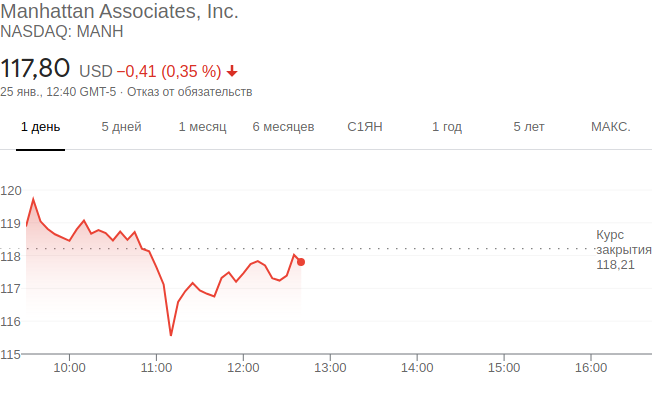 Manhattan Associates, Inc.
NASDAQ: MANH
117,80 USD −0,41 (0,35 %)
25 янв., 12:40 GMT-5 · Отказ от обязательств
1 день 5 дней 1 месяц 6 месяцев С1ЯН 1 год 5 лет МАКС.
120
119
118
117
116
115
Курс
закрытия
118,21
10:00 11:00 12:00 13:00 14:00 15:00 16:00